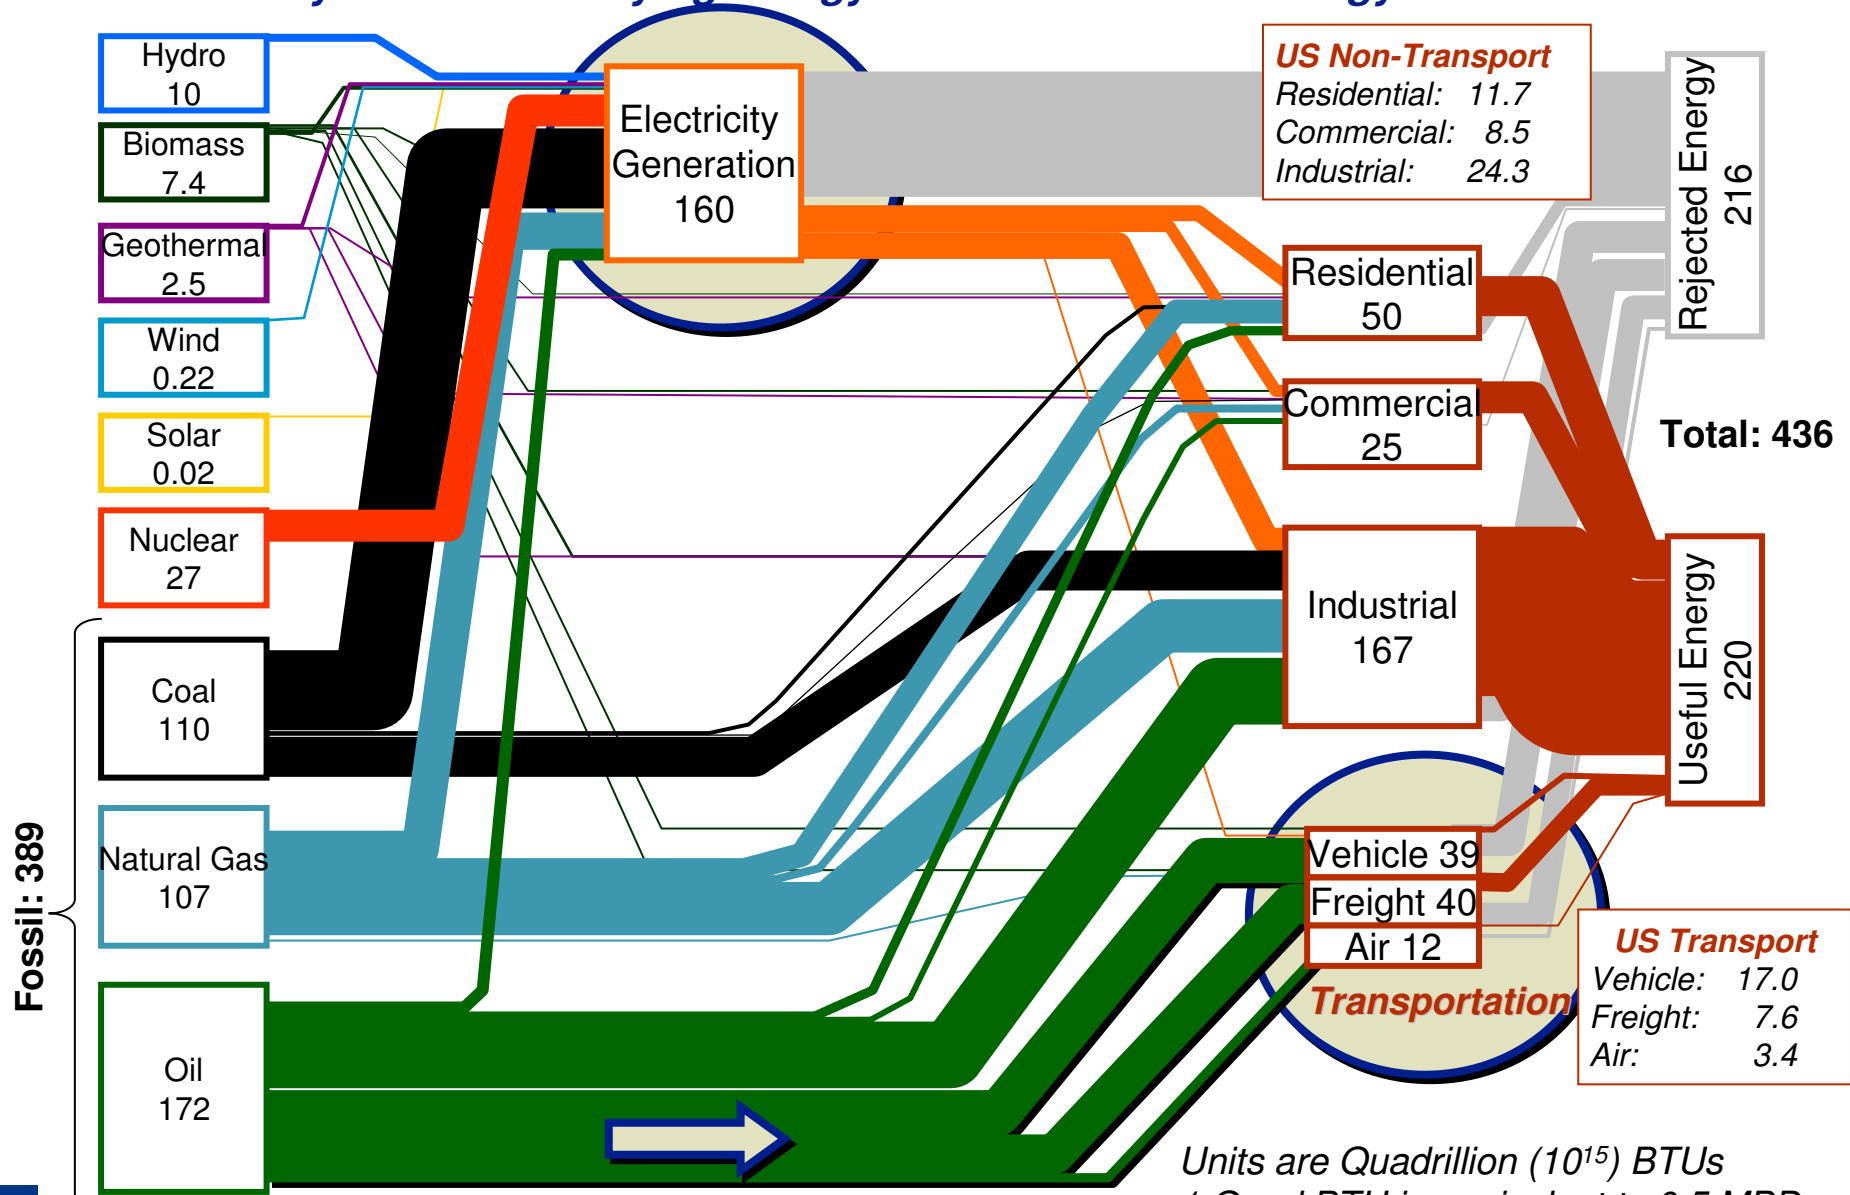 Hydro
10
Biomass
7.4
Geothermal
2.5
Wind
0.22
Solar
0.02
Nuclear
27
Coal
110
Natural Gas
107
Oil
172
Fossil: 389
Electricity
Generation
160
US Non-Transport
Residential: 11.7
Commercial: 8.5
Industrial: 24.3
Residential
50
Commercial
25
Industrial
167
Vehicle 39
Freight 40
Air 12
Transportation
Rejected Energy
216
Total: 436
Useful Energy
220
US Transport
Vehicle: 17.0
Freight: 7.6
Air: 3.4
Units are Quadrillion (10¹⁵) BTUs